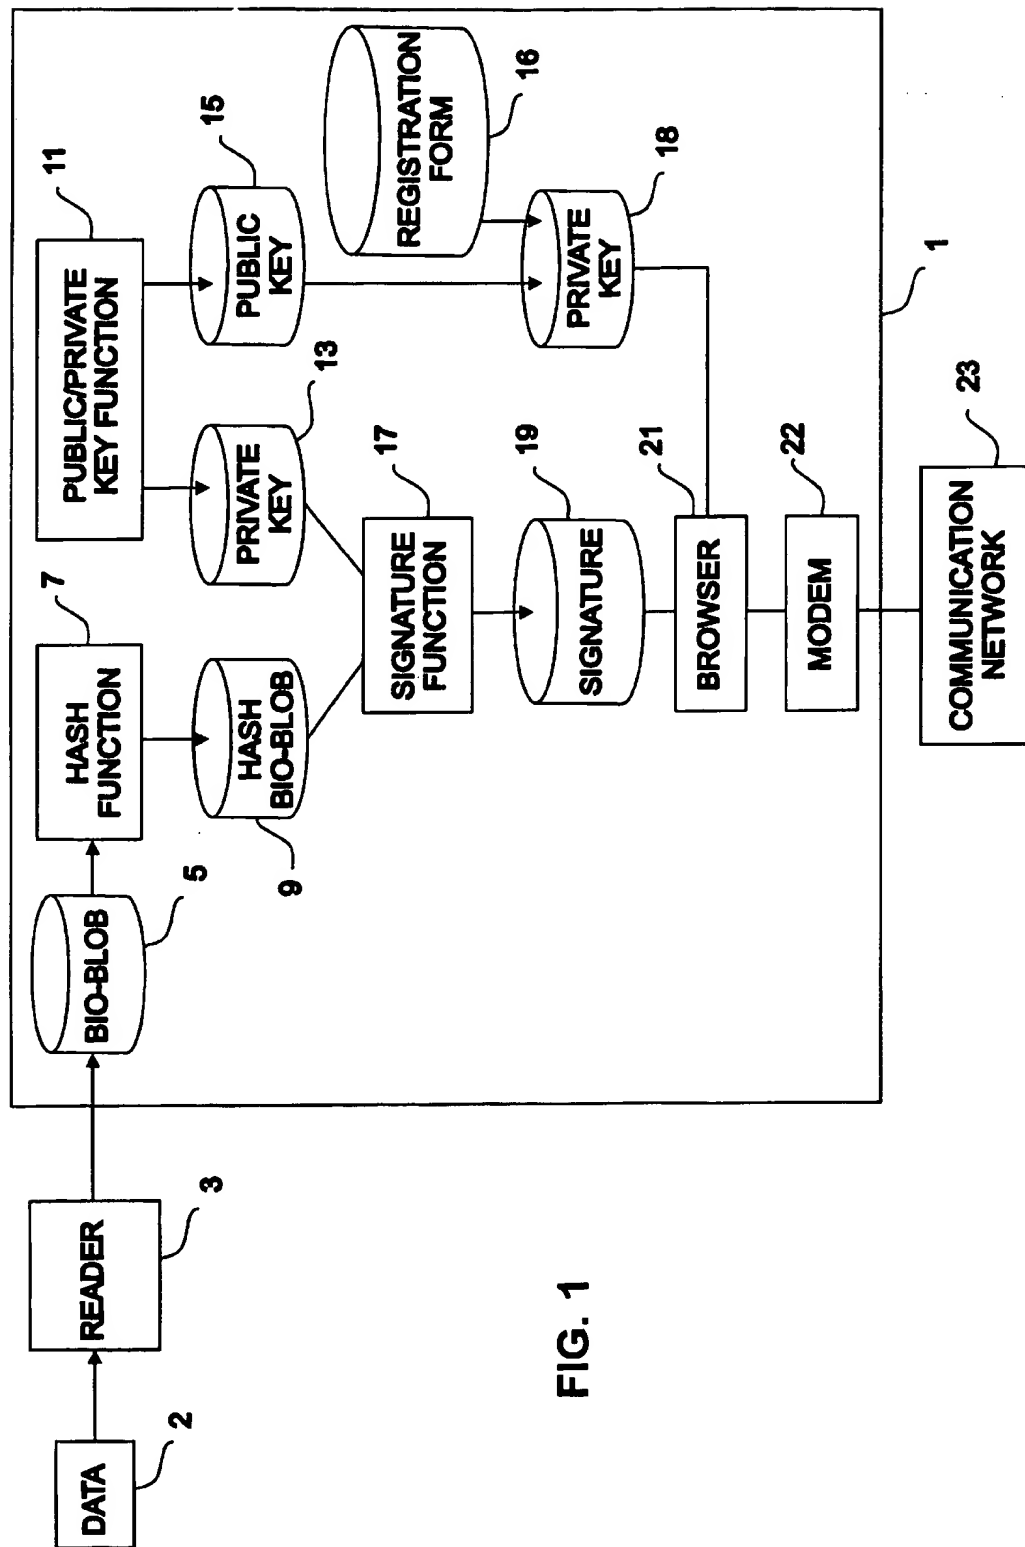 DATA
2
READER
3
BIO-BLOB
5
HASH
FUNCTION
7
HASH
BIO-BLOB
9
PUBLIC/PRIVATE
KEY FUNCTION
11
PRIVATE
KEY
13
PUBLIC
KEY
15
REGISTRATION
FORM
16
SIGNATURE
FUNCTION
17
PRIVATE
KEY
18
SIGNATURE
19
BROWSER
21
MODEM
22
1
COMMUNICATION
NETWORK
23
FIG. 1